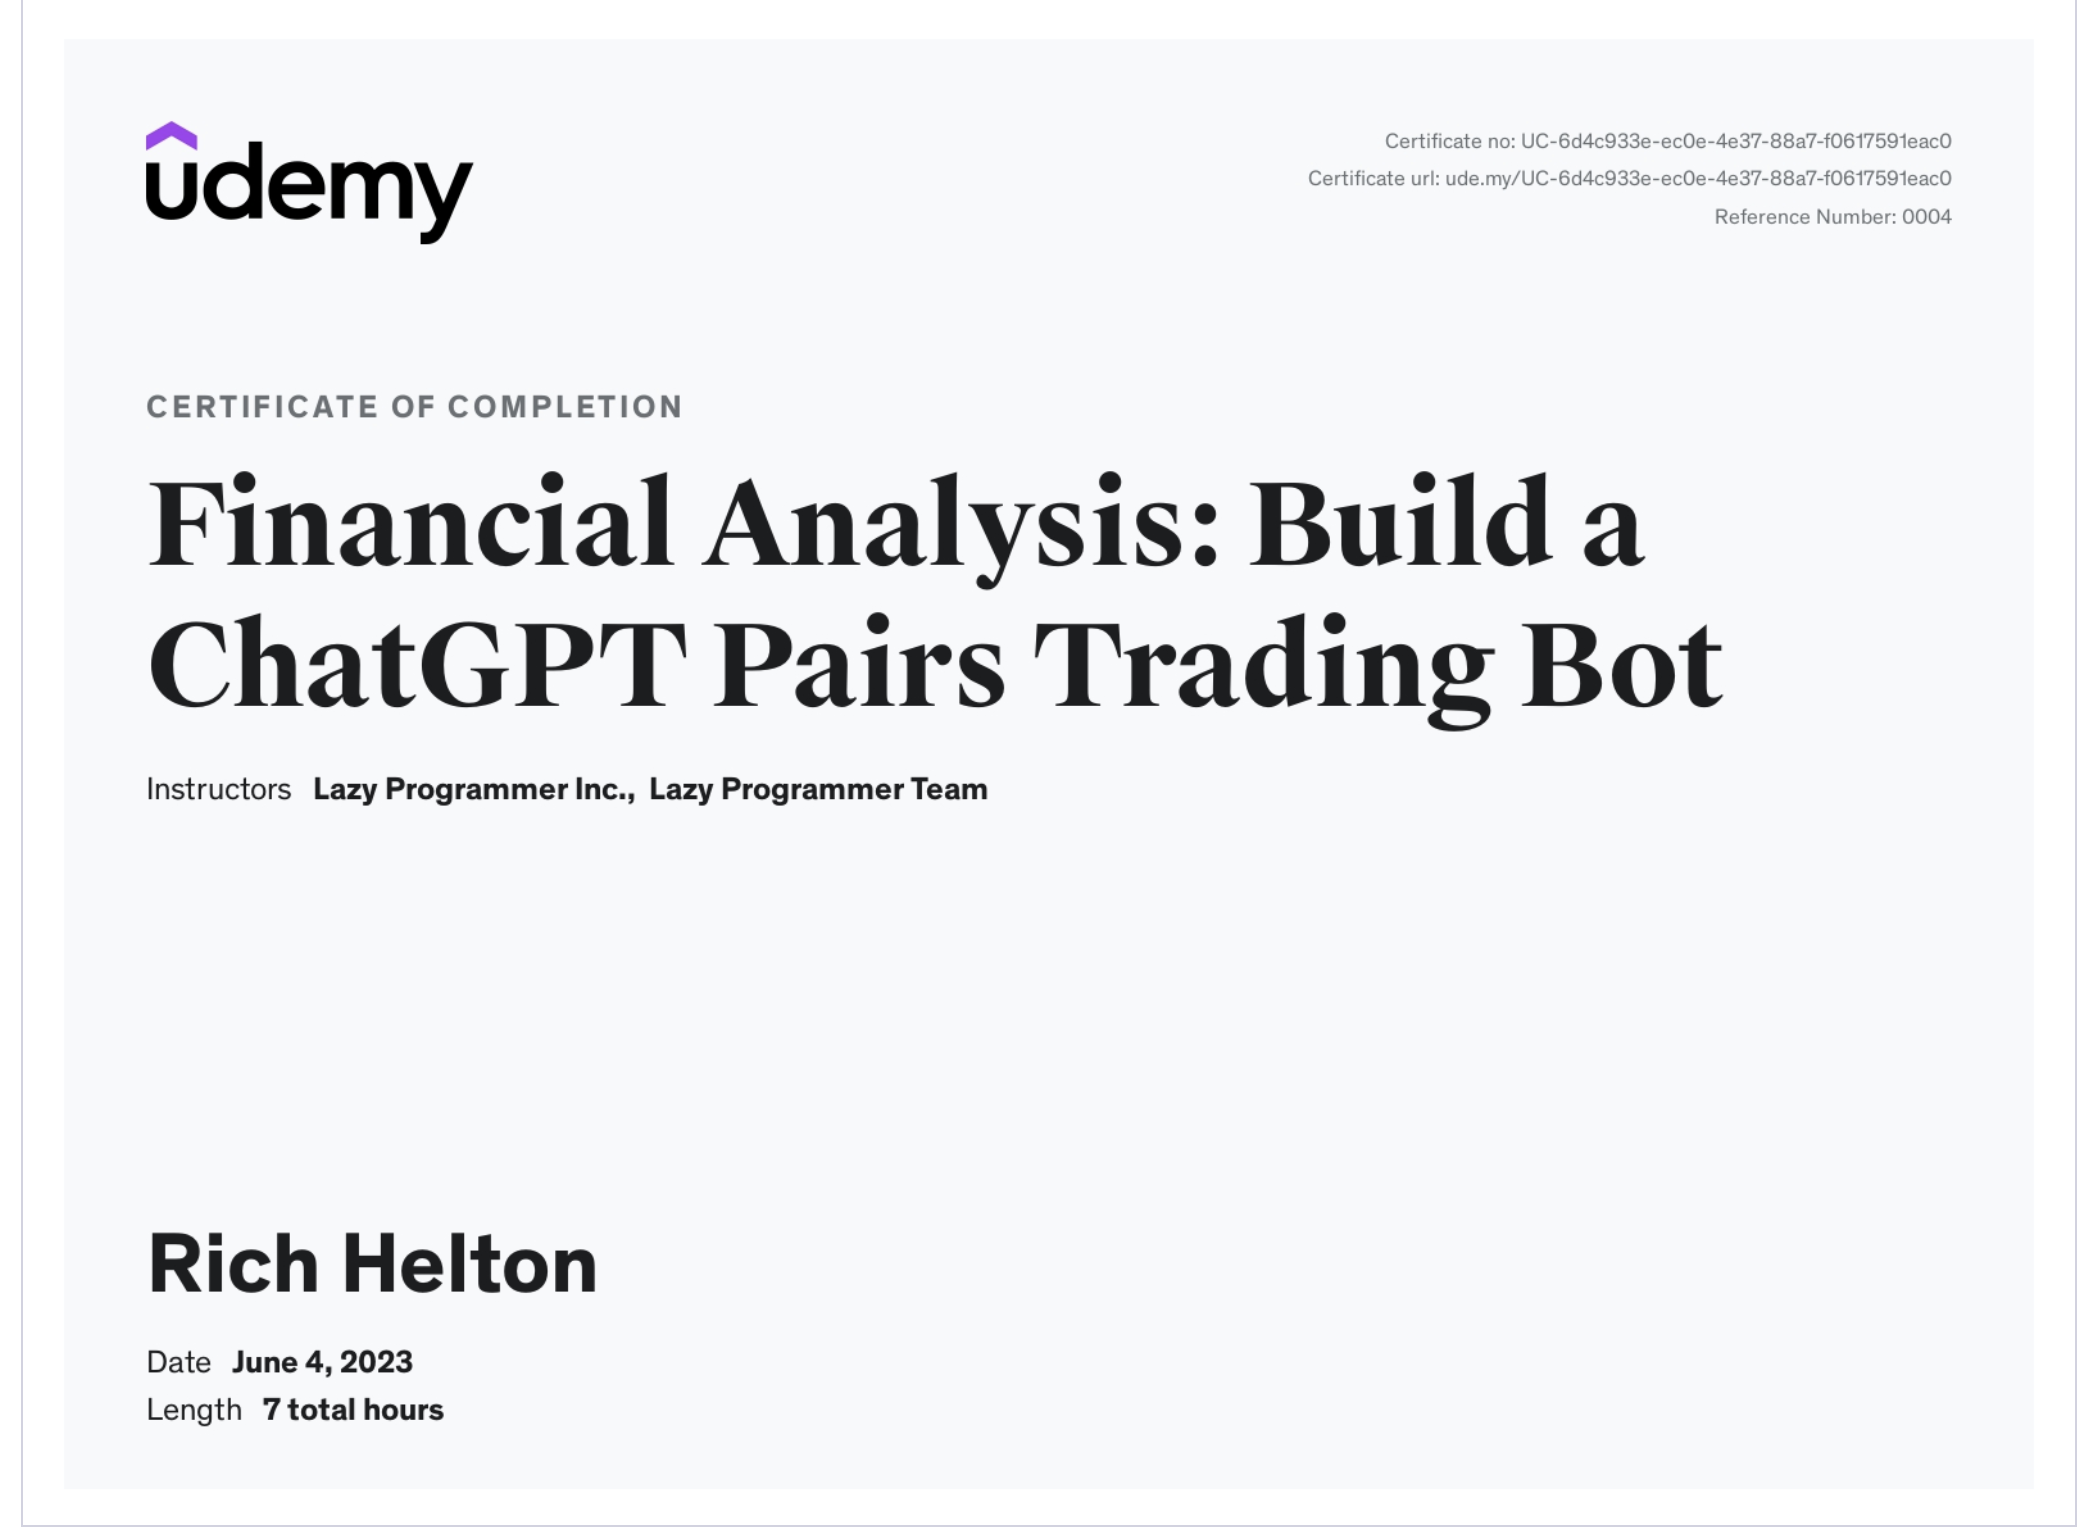 udemy
Certificate no: UC-6d4c933e-ec0e-4e37-88a7-f0617591eac0
Certificate url: ude.my/UC-6d4c933e-ec0e-4e37-88a7-f0617591eac0
Reference Number: 0004
CERTIFICATE OF COMPLETION
Financial Analysis: Build a
ChatGPT Pairs Trading Bot
Instructors Lazy Programmer Inc., Lazy Programmer Team
Rich Helton
Date June 4, 2023
Length 7 total hours